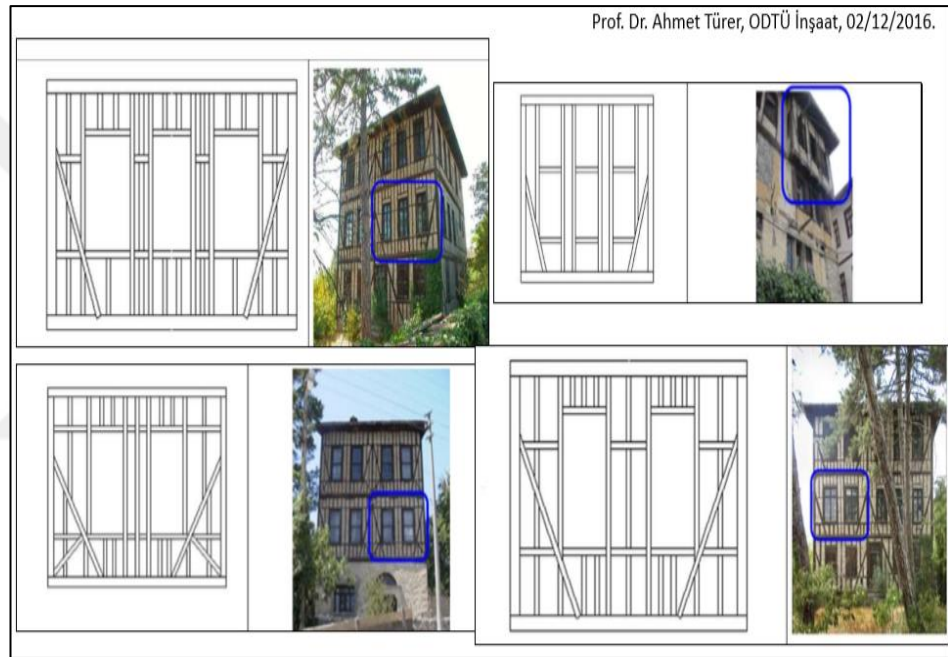 Prof. Dr. Ahmet Türer, ODTÜ İnşaat, 02/12/2016.